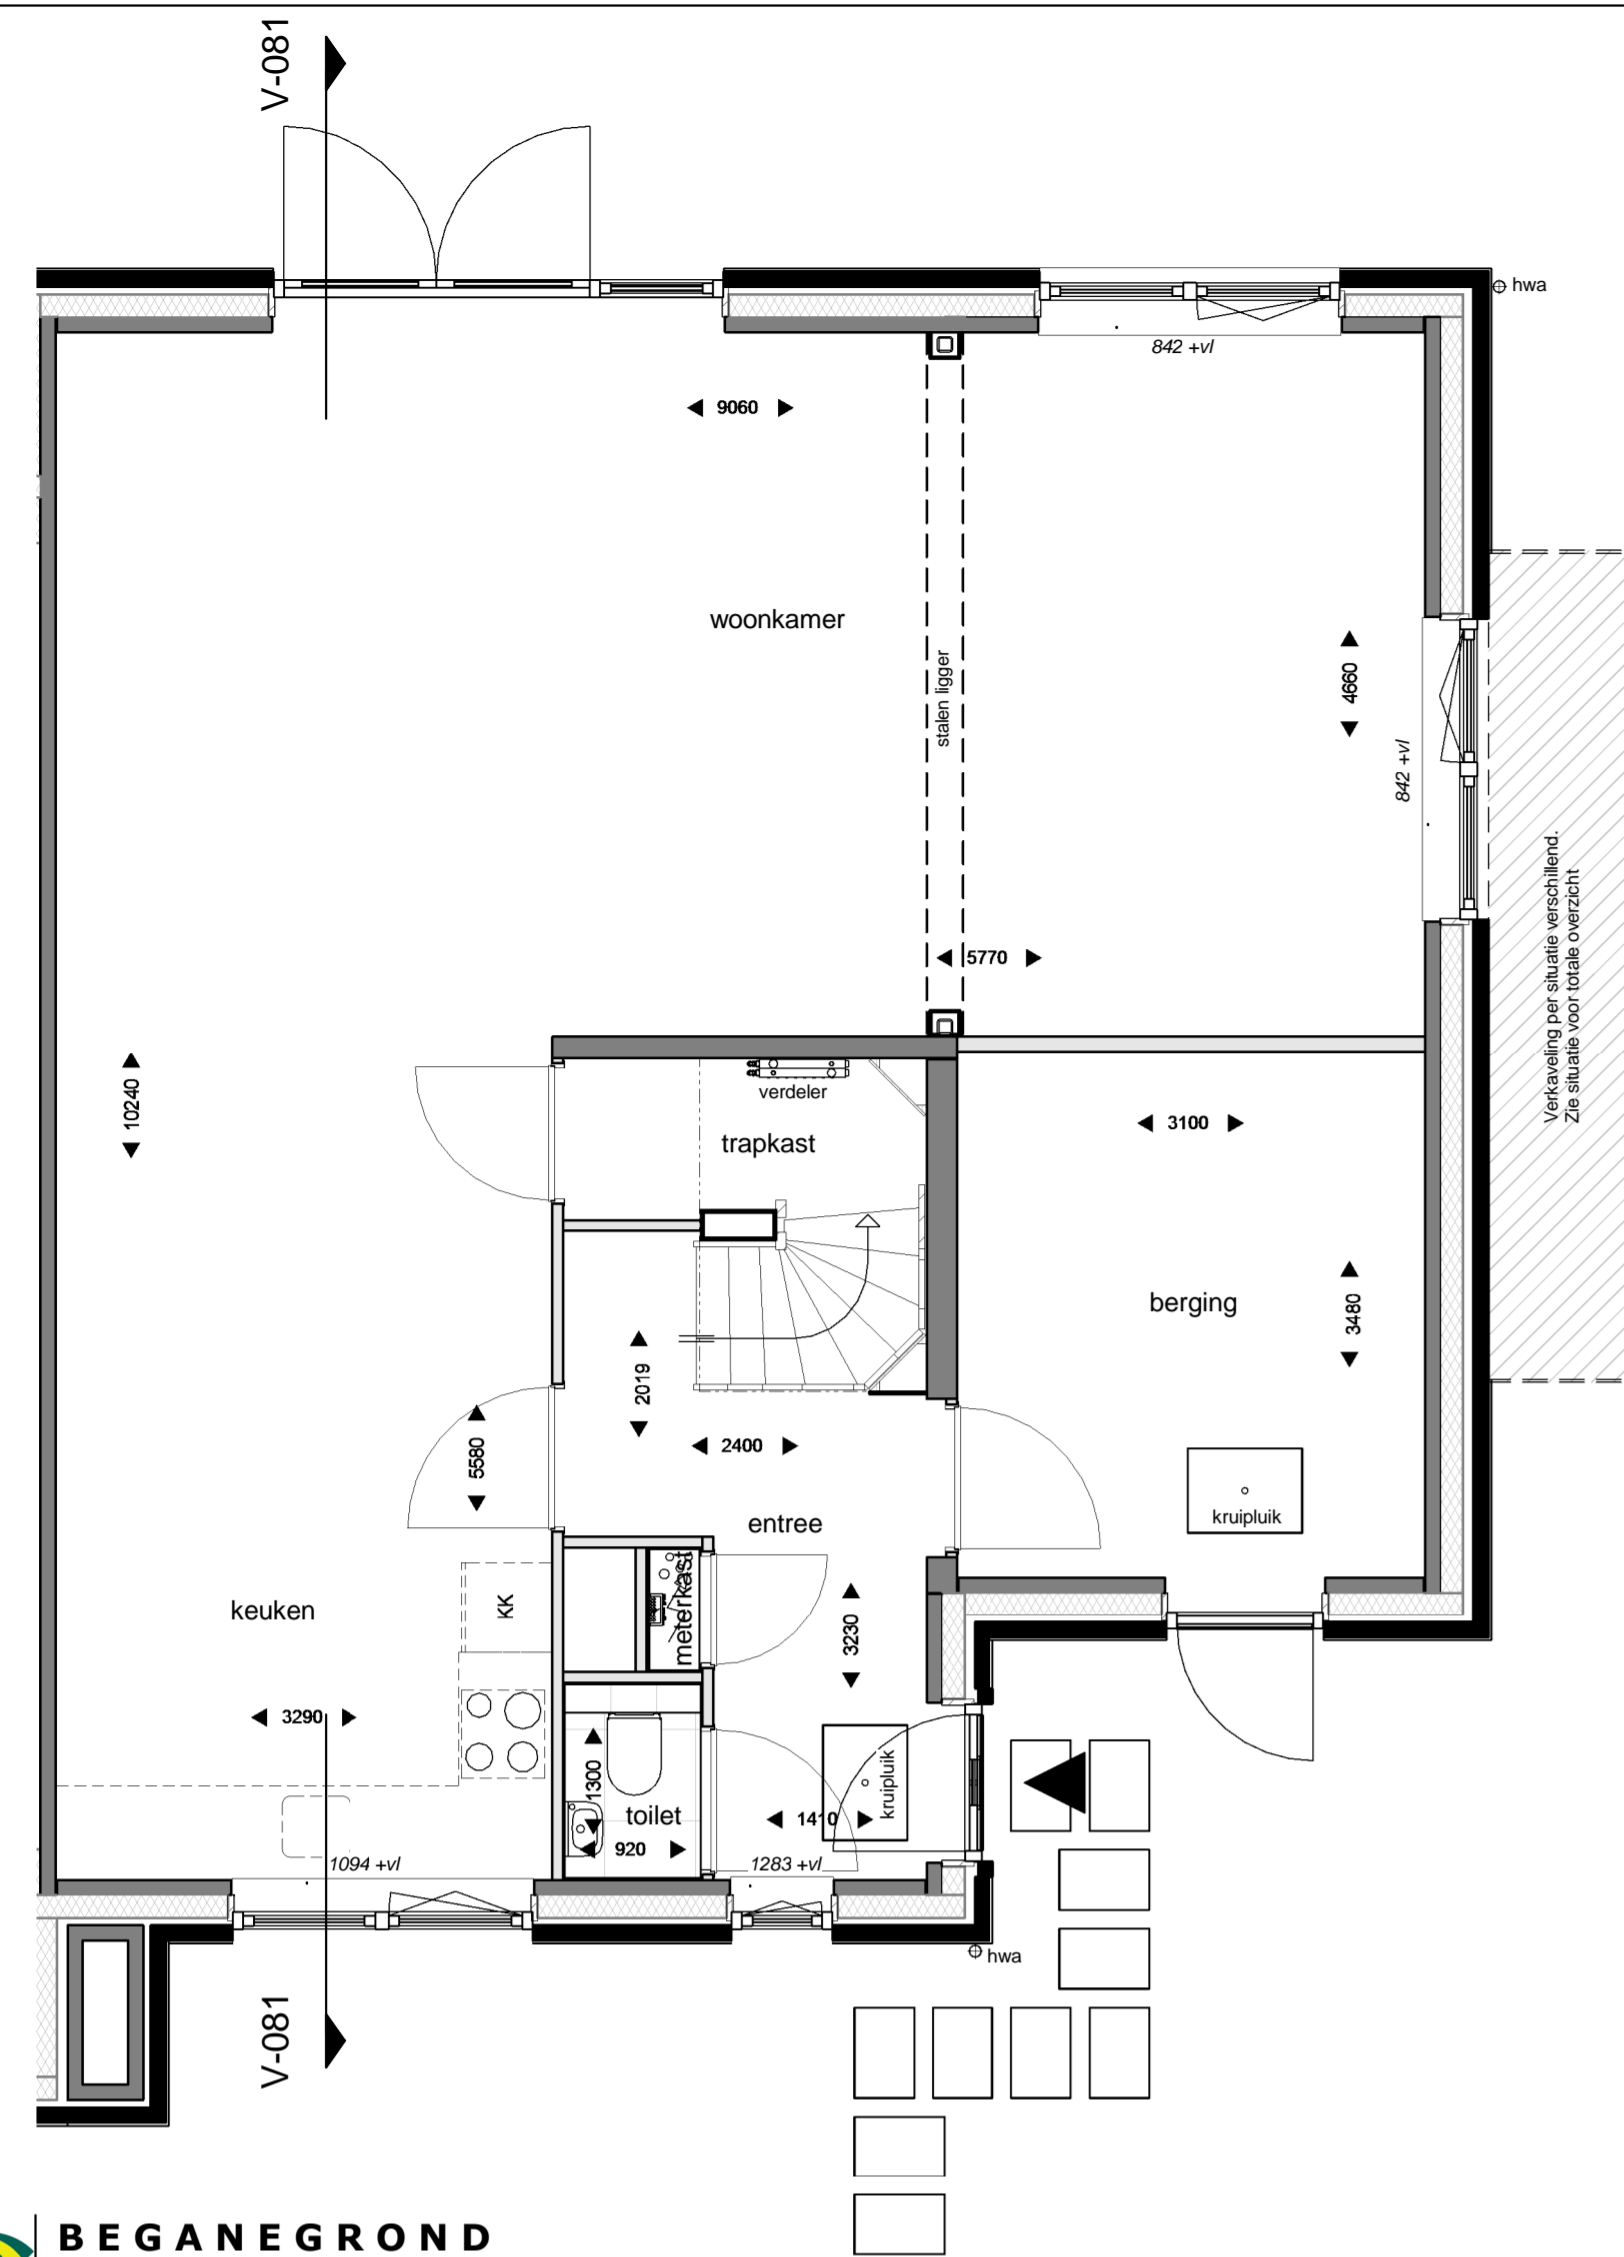 V-081
hwa
842 +vl
9060
woonkamer
stalen ligger
4660
842 +vl
Verkaveling per situatie verschillend.
Zie situatie voor totale overzicht
5770
10240
verdeler
trapkast
3100
berging
3480
2019
2400
5580
entree
kruipluik
meterkast
keuken
KK
3230
3290
1300
toilet
920
1410
kruipluik
1094 +vl
1283 +vl
hwa
V-081
BEGANEGROND